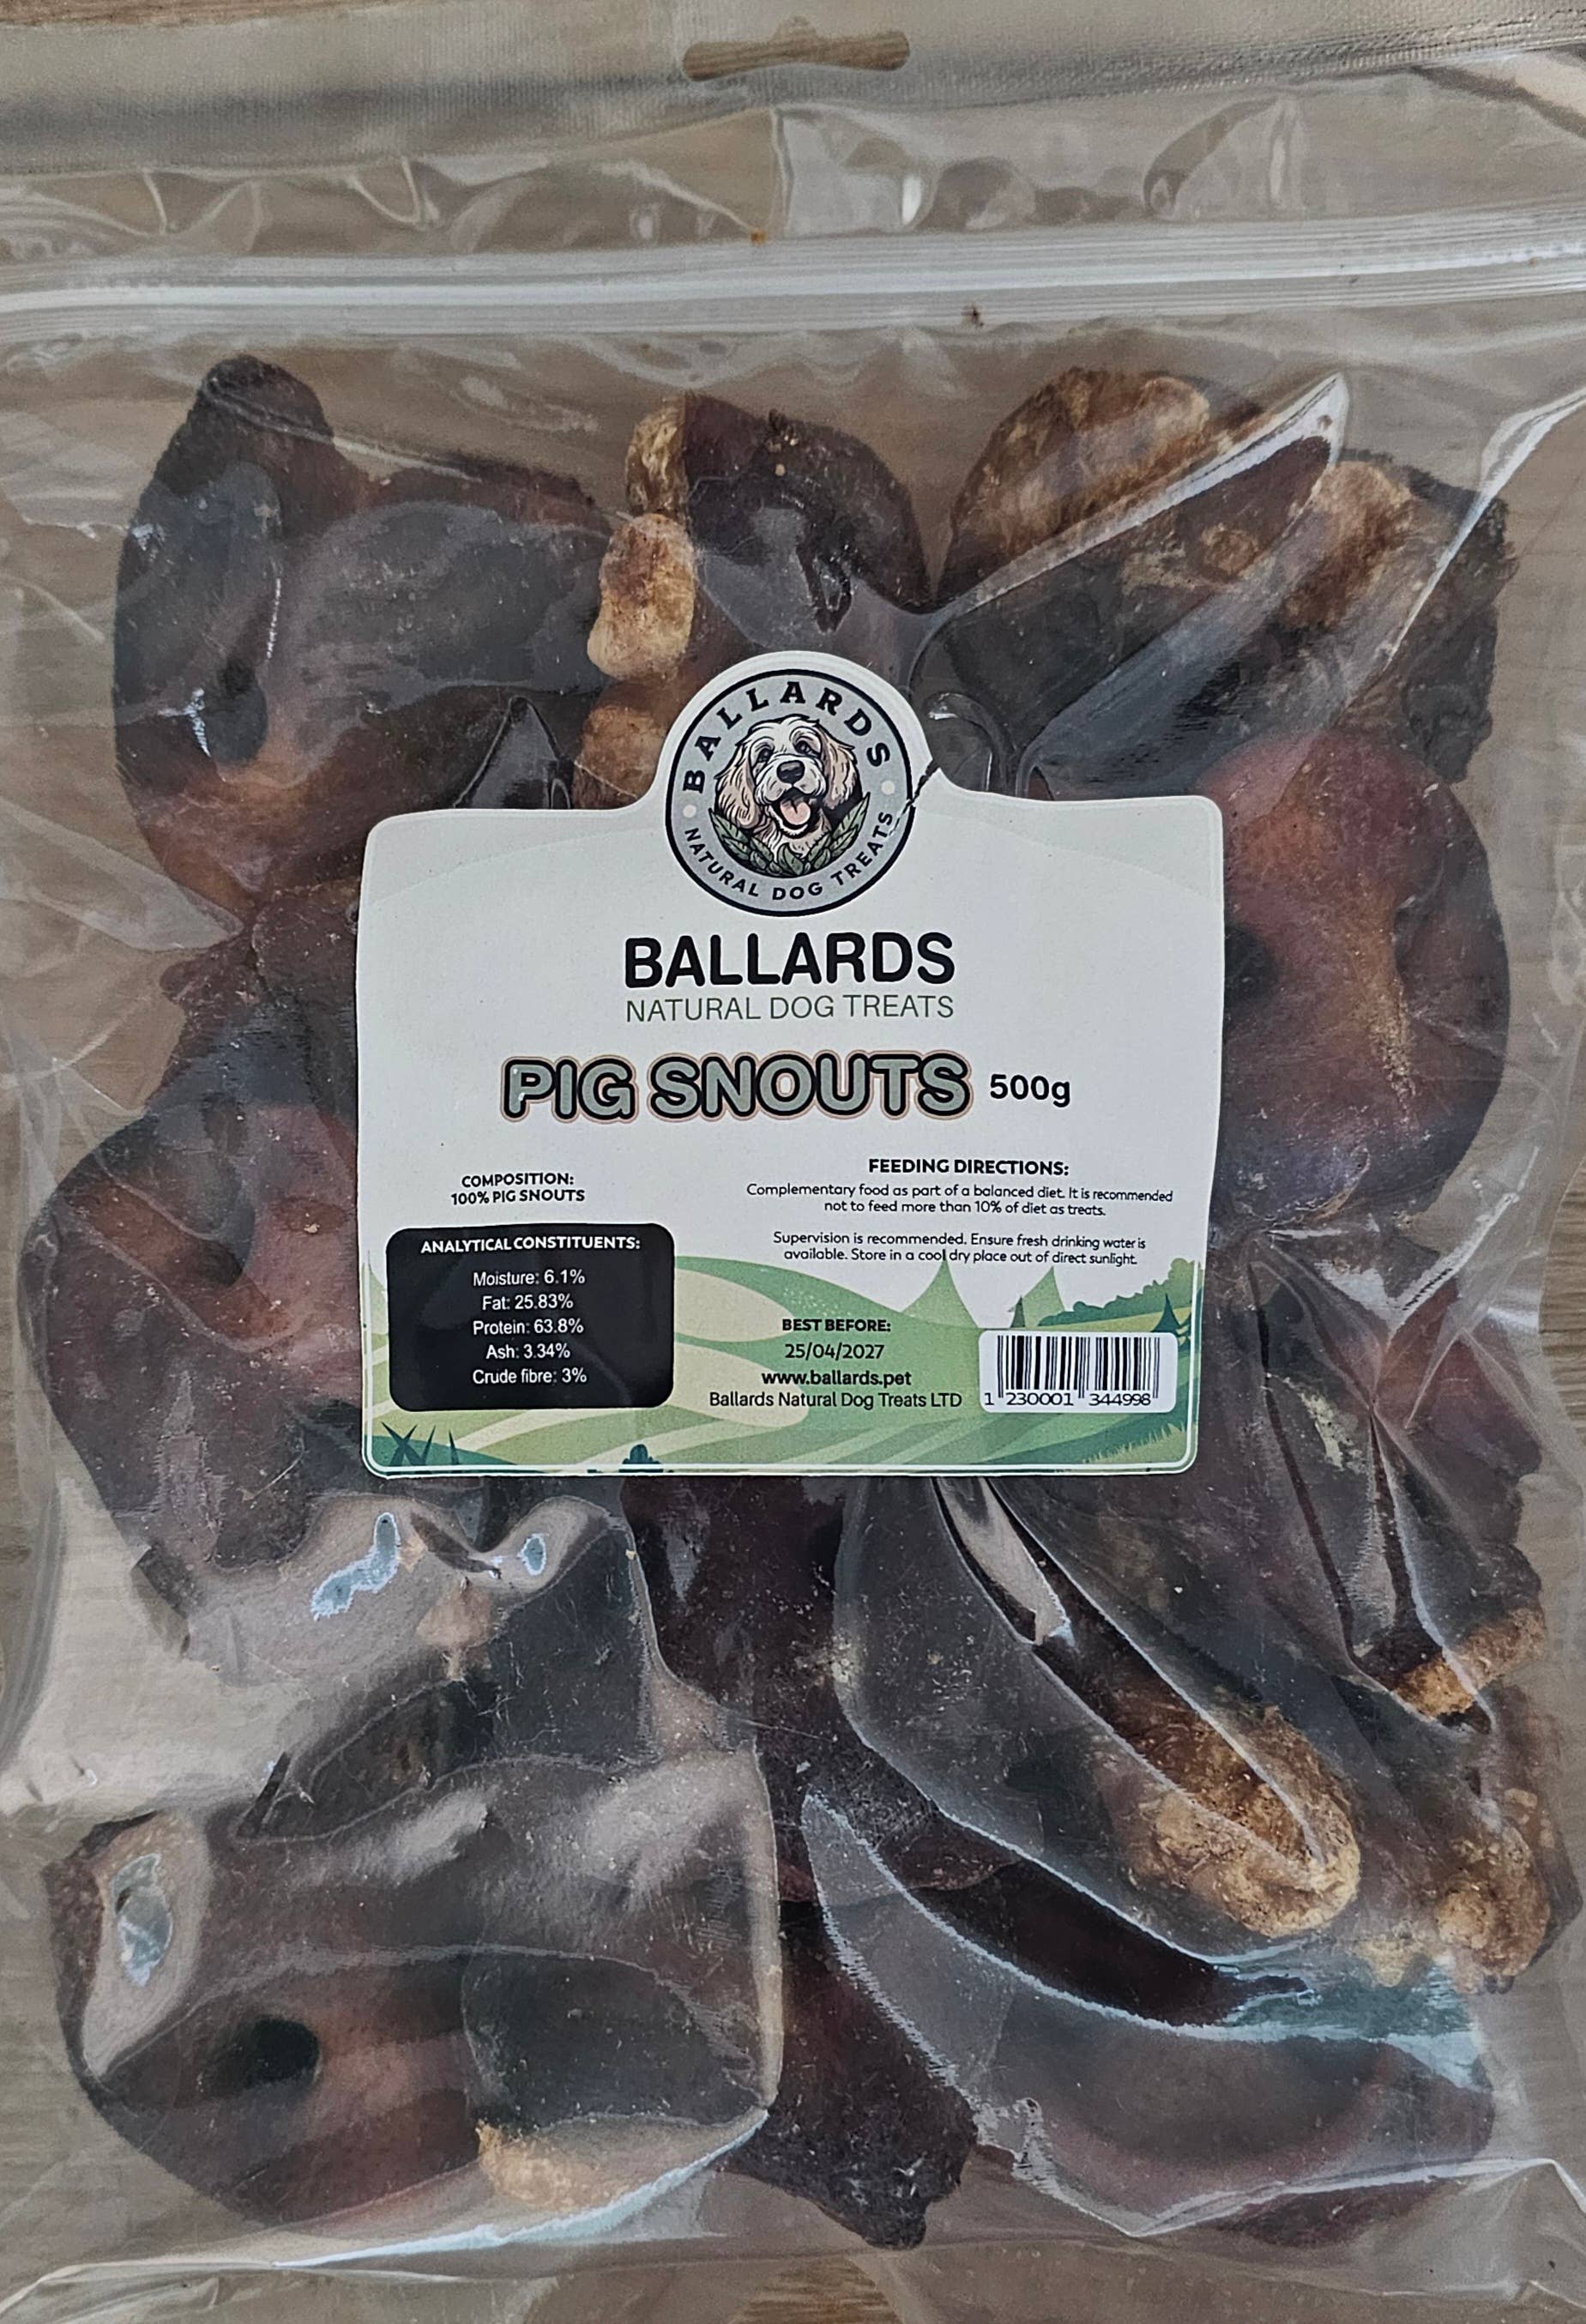 BALLARDS
NATURAL DOG TREATS
BALLARDS
NATURAL DOG TREATS
PIG SNOUTS 500g
COMPOSITION:
100% PIG SNOUTS
ANALYTICAL CONSTITUENTS:
Moisture: 6.1%
Fat: 25.83%
Protein: 63.8%
Ash: 3.34%
Crude fibre: 3%
FEEDING DIRECTIONS:
Complementary food as part of a balanced diet. It is recommended
not to feed more than 10% of diet as treats.
Supervision is recommended. Ensure fresh drinking water is
available. Store in a cool dry place out of direct sunlight.
BEST BEFORE:
25/04/2027
www.ballards.pet
Ballards Natural Dog Treats LTD
1 230001 344998